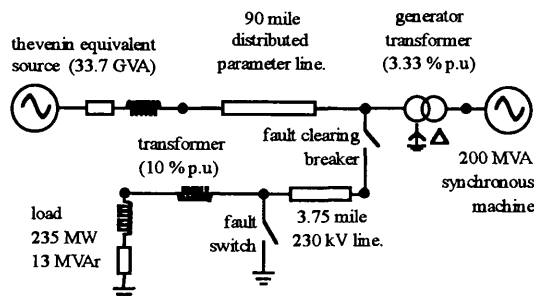 90 mile
distributed
parameter line.
generator
transformer
(3.33 % p.u)
thevenin equivalent
source (33.7 GVA)
fault clearing
breaker
200 MVA
synchronous
machine
transformer
(10 % p.u)
load
235 MW
13 MVAr
fault
switch
3.75 mile
230 kV line.